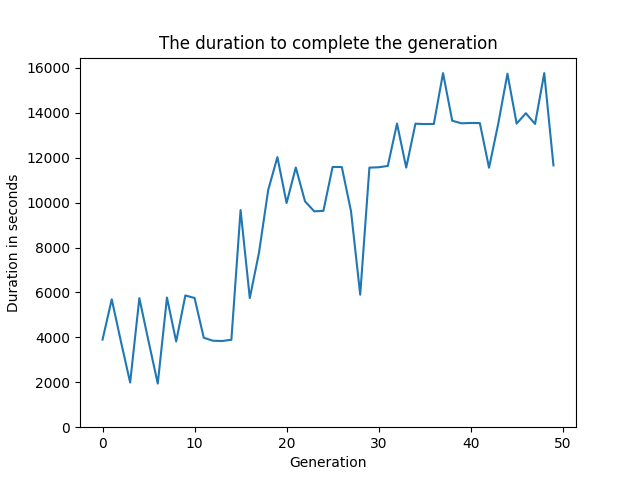 The duration to complete the generation
16000
14000
12000
10000
8000
6000
4000
2000
0
Duration in seconds
0 10 20 30 40 50
Generation